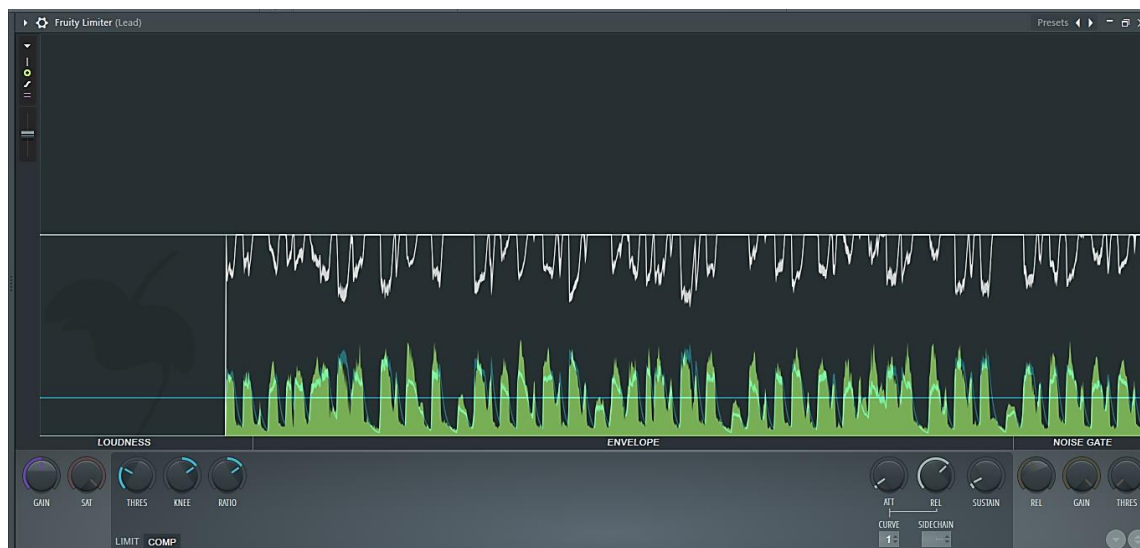 Fruity Limiter (Lead) Presets
LOUDNESS ENVELOPE NOISE GATE
GAIN SAT THRES KNEE RATIO ATT REL SUSTAIN REL GAIN THRES
CURVE SIDECHAIN
1
LIMIT COMP